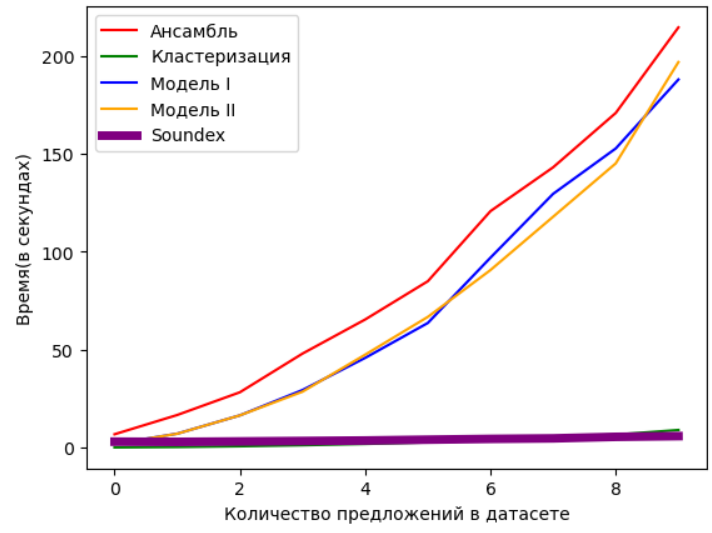 Ансамбль
Кластеризация
Модель I
Модель II
Soundex
200
150
100
50
0
Время(в секундах)
0 2 4 6 8
Количество предложений в датасете